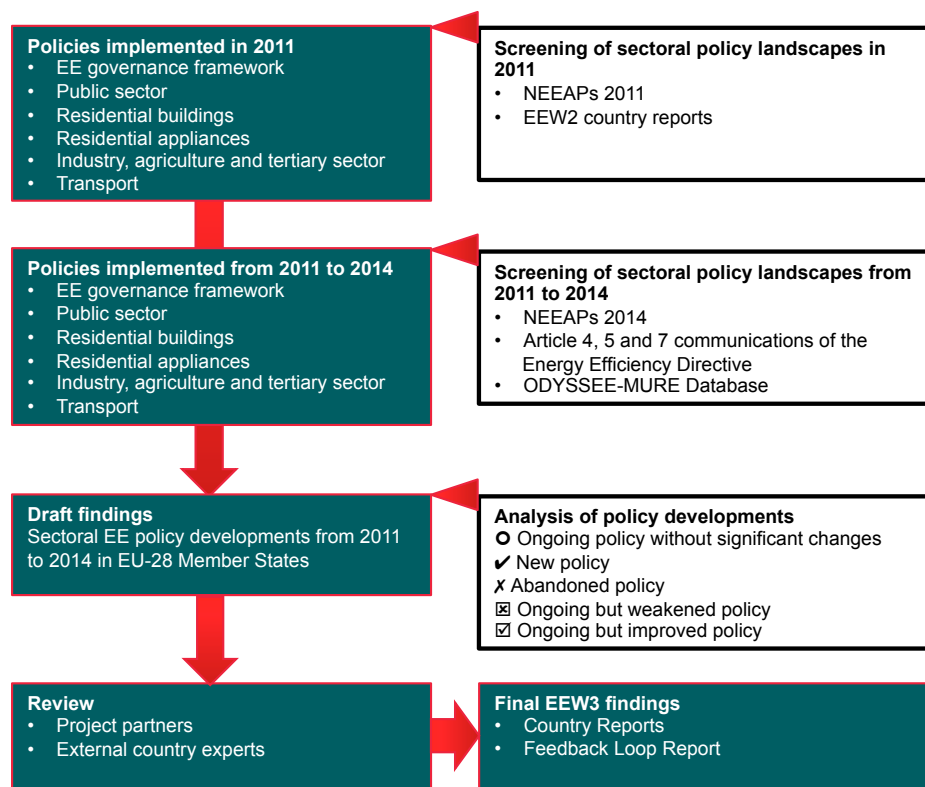 Policies implemented in 2011
• EE governance framework
• Public sector
• Residential buildings
• Residential appliances
• Industry, agriculture and tertiary sector
• Transport
Screening of sectoral policy landscapes in
2011
• NEEAPs 2011
• EEW2 country reports
Policies implemented from 2011 to 2014
• EE governance framework
• Public sector
• Residential buildings
• Residential appliances
• Industry, agriculture and tertiary sector
• Transport
Screening of sectoral policy landscapes from
2011 to 2014
• NEEAPs 2014
• Article 4, 5 and 7 communications of the
Energy Efficiency Directive
• ODYSSEE-MURE Database
Draft findings
Sectoral EE policy developments from 2011
to 2014 in EU-28 Member States
Analysis of policy developments
⭘ Ongoing policy without significant changes
✔ New policy
✗ Abandoned policy
☒ Ongoing but weakened policy
☑ Ongoing but improved policy
Review
• Project partners
• External country experts
Final EEW3 findings
• Country Reports
• Feedback Loop Report